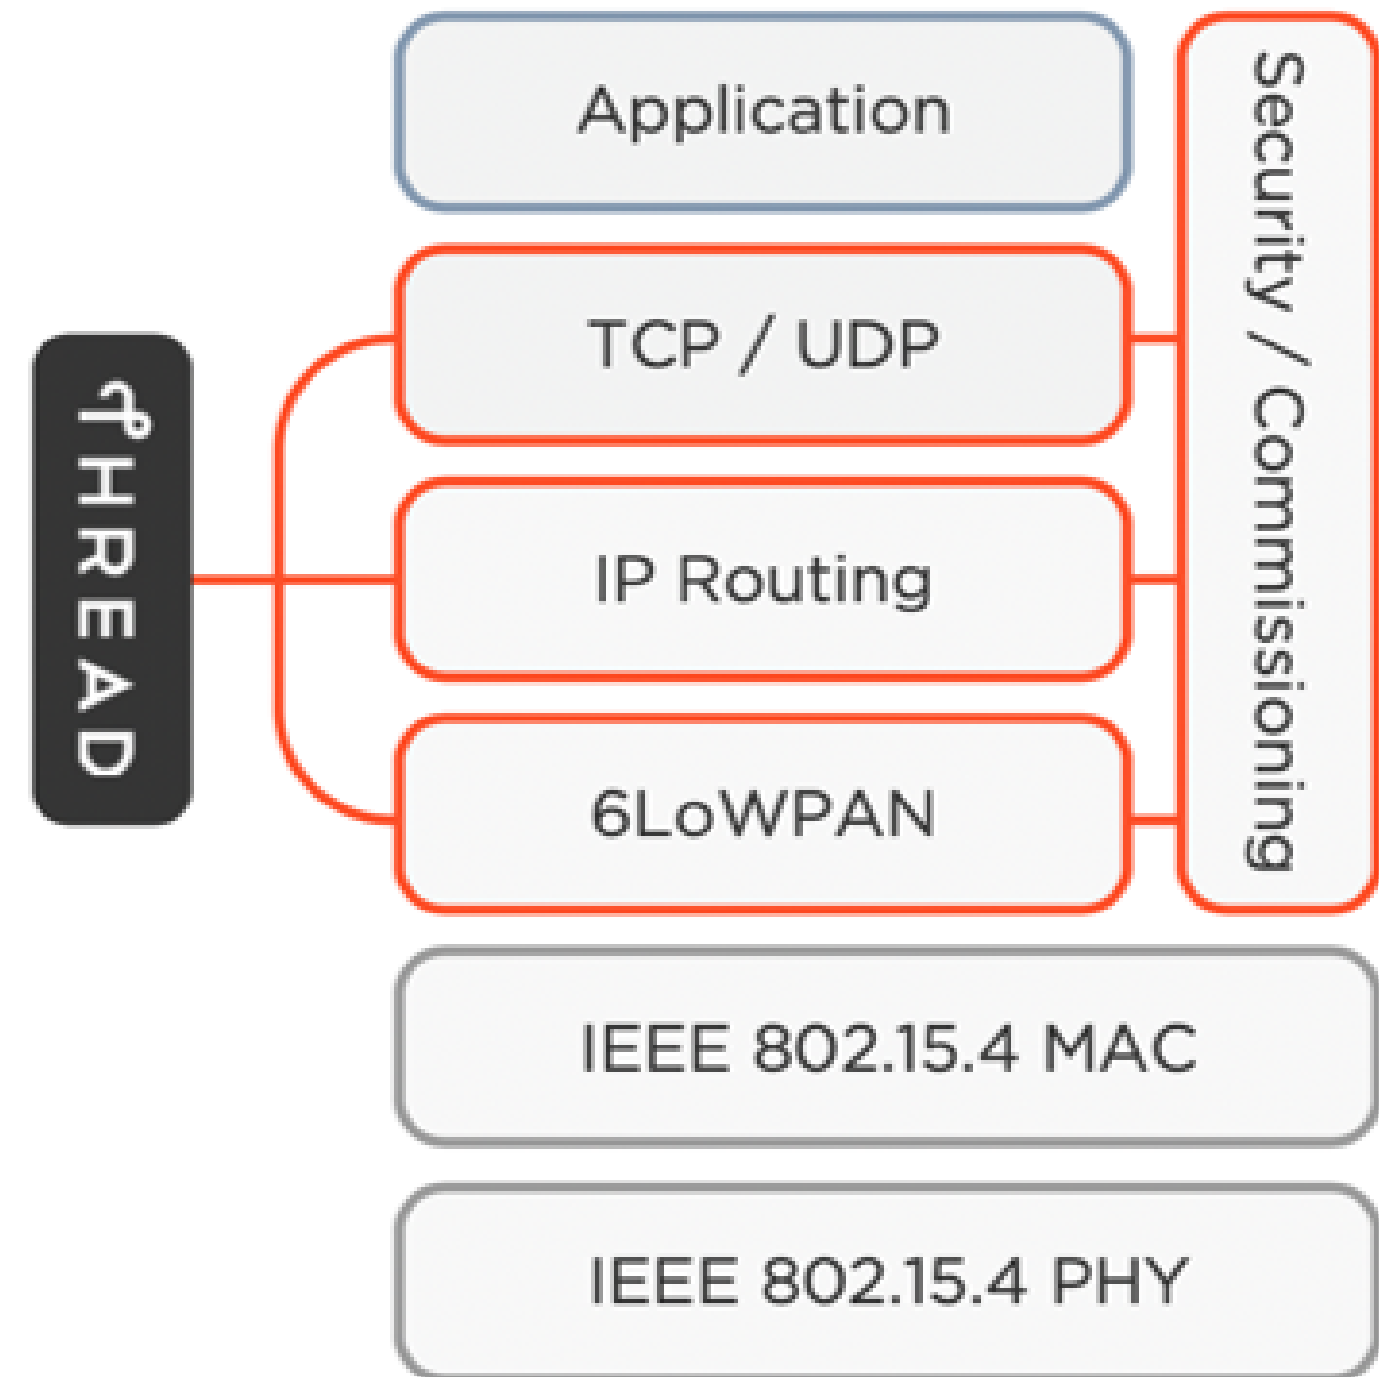 Application
Security / Commissioning
TCP / UDP
THREAD
IP Routing
6LoWPAN
IEEE 802.15.4 MAC
IEEE 802.15.4 PHY